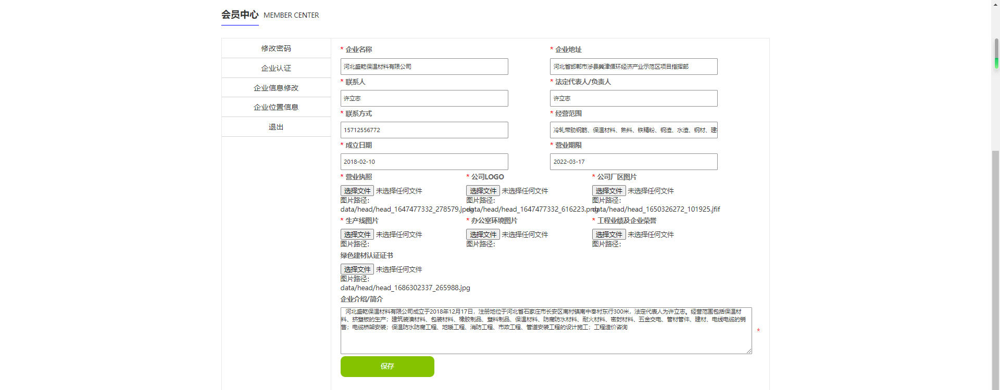 会员中心 MEMBER CENTER
修改密码
企业认证
企业信息修改
企业位置信息
退出
* 企业名称 * 企业地址
河北盛乾保温材料有限公司 河北省邯郸市涉县冀津循环经济产业示范区项目指挥部
* 联系人 * 法定代表人/负责人
许立志 许立志
* 联系方式 * 经营范围
15712556772 冷轧带肋钢筋、保温材料、熟料、铁精粉、钢渣、水渣、钢材、建
* 成立日期 * 营业期限
2018-02-10 2022-03-17
* 营业执照 * 公司LOGO * 公司厂区图片
选择文件 未选择任何文件 选择文件 未选择任何文件 选择文件 未选择任何文件
图片路径: 图片路径: 图片路径:
data/head/head_1647477332_278579.jpeg data/head/head_1647477332_616223.png data/head/head_1650326272_101925.jfif
* 生产线图片 * 办公室环境图片 * 工程业绩及企业荣誉
选择文件 未选择任何文件 选择文件 未选择任何文件 选择文件 未选择任何文件
图片路径: 图片路径: 图片路径:
绿色建材认证证书
选择文件 未选择任何文件
图片路径:
data/head/head_1686302337_265988.jpg
企业介绍/简介
河北盛乾保温材料有限公司成立于2018年12月17日，注册地位于河北省石家庄市长安区南村镇南中奉村东行300米，法定代表人为许立志。经营范围包括保温材
料、挤塑板的生产；建筑装潢材料、包装材料、橡胶制品、塑料制品、保温材料、防腐防水材料、耐火材料、密封材料、五金交电、管材管件、建材、电线电缆的销
售；电缆桥架安装；保温防水防腐工程、地暖工程、消防工程、市政工程、管道安装工程的设计施工；工程造价咨询
*
保存